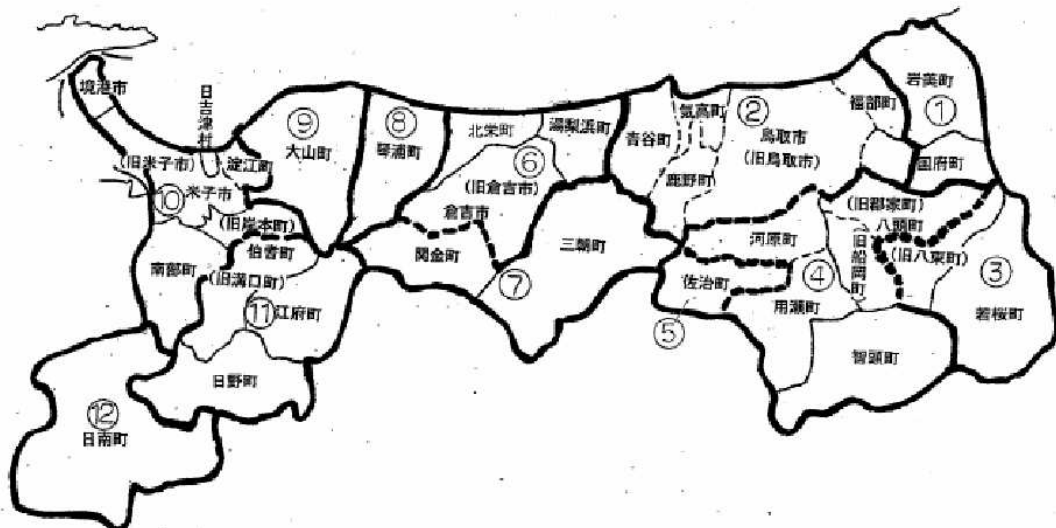 境港市
日吉津村
(旧米子市)
淀江町
⑩
米子市
(旧岸本町)
伯耆町
南部町
(旧溝口町)
⑪
江府町
日野町
⑫
日南町
⑨
大山町
⑧
琴浦町
北栄町
湯梨浜町
⑥
(旧倉吉市)
倉吉市
関金町
⑦
三朝町
青谷町
気高町
鹿野町
②
鳥取市
(旧鳥取市)
福部町
岩美町
①
国府町
(旧郡家町)
八頭町
旧船岡町
(旧八東町)
③
若桜町
河原町
佐治町
④
用瀬町
⑤
智頭町